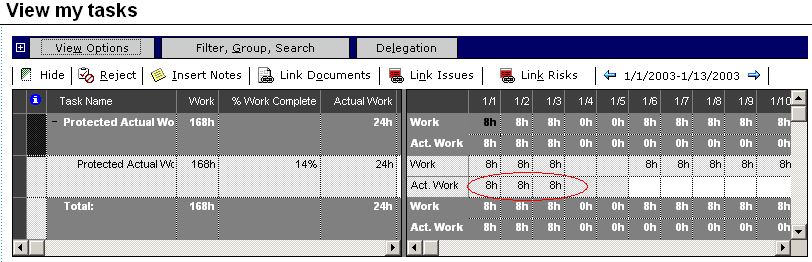 View my tasks
View Options Filter, Group, Search Delegation
Hide Reject Insert Notes Link Documents Link Issues Link Risks 1/1/2003-1/13/2003
Task Name Work % Work Complete Actual Work 1/1 1/2 1/3 1/4 1/5 1/6 1/7 1/8 1/9 1/10
- Protected Actual Wo 168h 24h Work 8h 8h 8h 0h 0h 8h 8h 8h 8h 8h
Act. Work 8h 8h 8h 0h 0h 0h 0h 0h 0h 0h
Protected Actual Wo 168h 14% 24h Work 8h 8h 8h 8h 8h 8h 8h 8h
Act. Work 8h 8h 8h
Total: 168h 24h Work 8h 8h 8h 0h 0h 8h 8h 8h 8h 8h
Act. Work 8h 8h 8h 0h 0h 0h 0h 0h 0h 0h